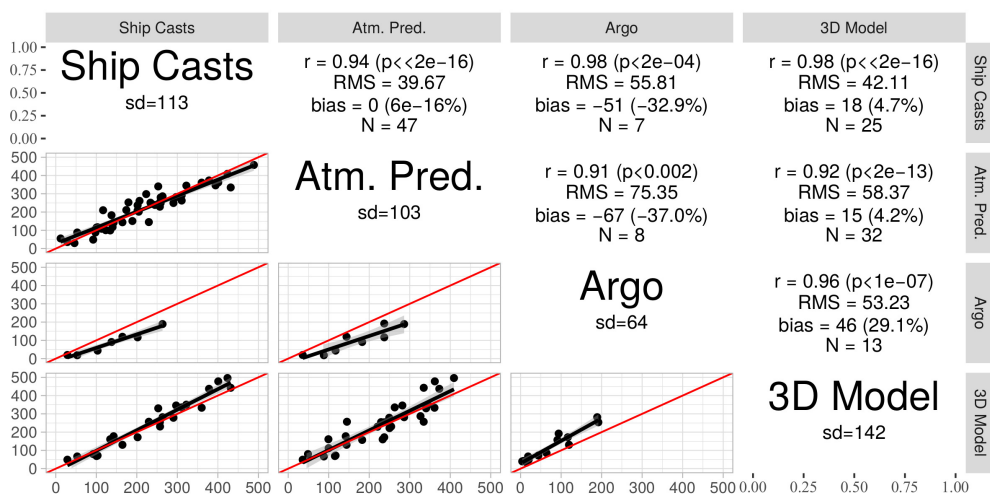 Ship Casts Atm. Pred. Argo 3D Model
1.00
0.75
0.50
0.25
0.00
Ship Casts
sd=113
r = 0.94 (p<<2e−16)
RMS = 39.67
bias = 0 (6e−16%)
N = 47
r = 0.98 (p<2e−04)
RMS = 55.81
bias = −51 (−32.9%)
N = 7
r = 0.98 (p<<2e−16)
RMS = 42.11
bias = 18 (4.7%)
N = 25
Ship Casts
500
400
300
200
100
0
Atm. Pred.
sd=103
r = 0.91 (p<0.002)
RMS = 75.35
bias = −67 (−37.0%)
N = 8
r = 0.92 (p<2e−13)
RMS = 58.37
bias = 15 (4.2%)
N = 32
Atm. Pred.
500
400
300
200
100
0
Argo
sd=64
r = 0.96 (p<1e−07)
RMS = 53.23
bias = 46 (29.1%)
N = 13
Argo
500
400
300
200
100
0
3D Model
sd=142
3D Model
0 100 200 300 400 500 0 100 200 300 400 500 0 100 200 300 400 500 0.00 0.25 0.50 0.75 1.00